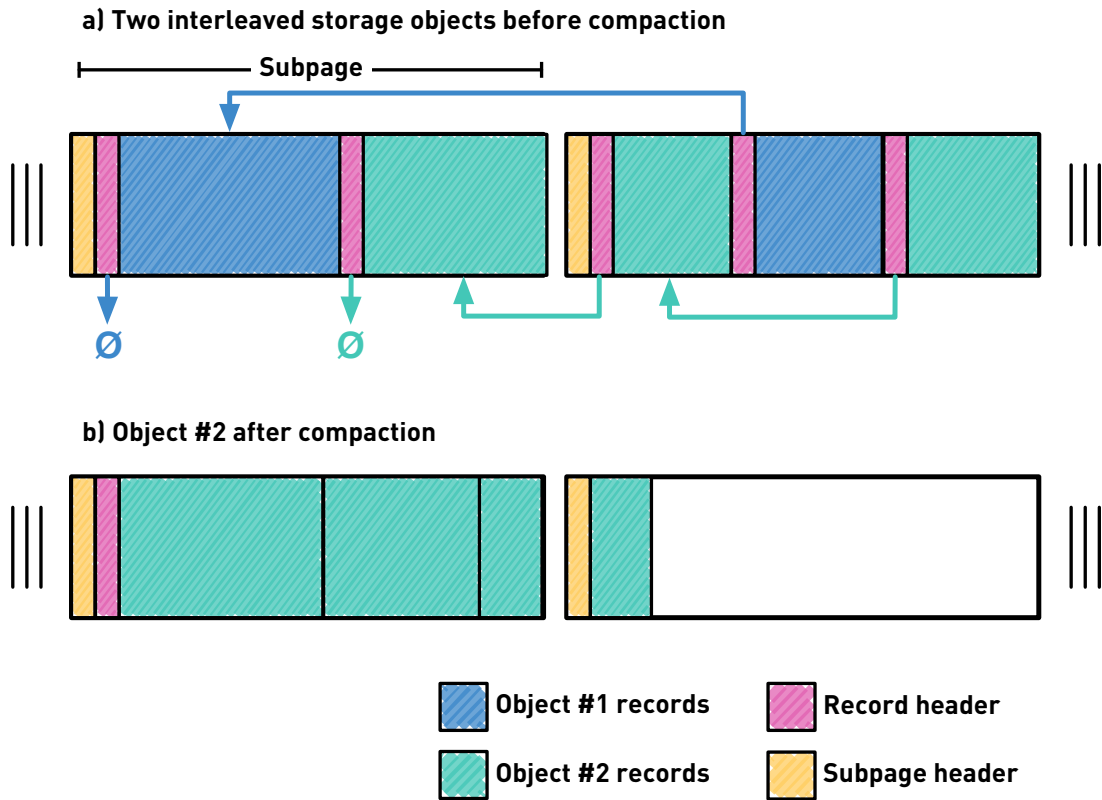 a) Two interleaved storage objects before compaction
Subpage
Ø
Ø
b) Object #2 after compaction
Object #1 records
Record header
Object #2 records
Subpage header